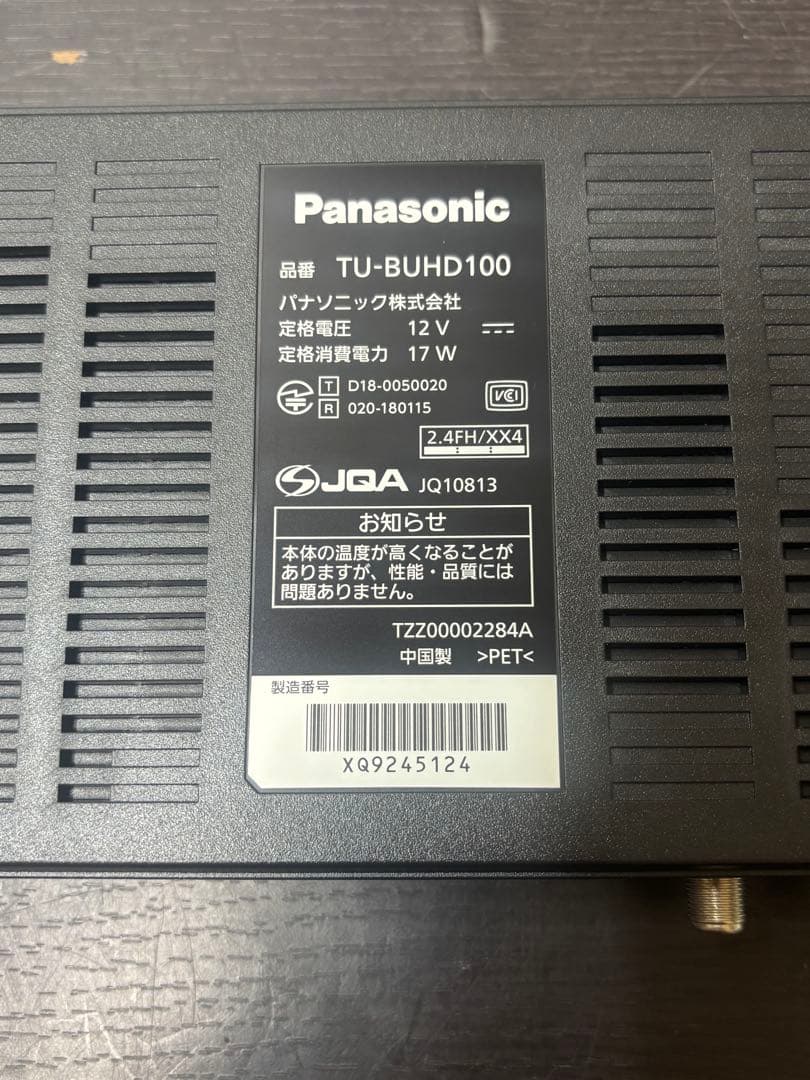 Panasonic
品番 TU-BUHD100
パナソニック株式会社
定格電圧 12 V
定格消費電力 17 W
T D18-0050020
R 020-180115
VCI
2.4FH/XX4
JQA JQ10813
お知らせ
本体の温度が高くなることが
ありますが、性能・品質には
問題ありません。
TZZ00002284A
中国製 >PET<
製造番号
XQ9245124